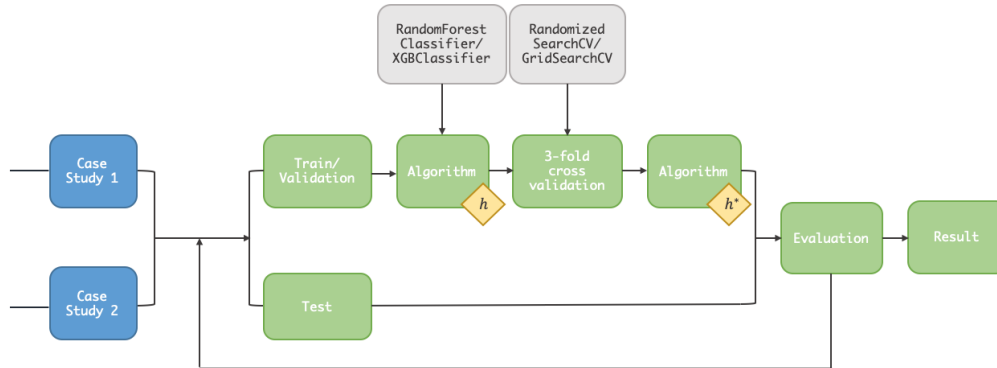 RandomForest
Classifier/
XGBClassifier
Randomized
SearchCV/
GridSearchCV
Case
Study 1
Train/
Validation
Algorithm
h
3-fold
cross
validation
Algorithm
h*
Evaluation
Result
Case
Study 2
Test